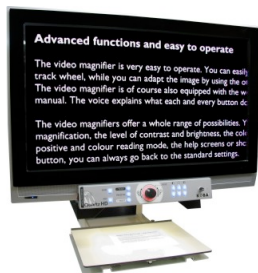 Advanced functions and easy to operate
The video magnifier is very easy to operate. You can easily
track wheel, while you can adapt the image by using the
The video magnifier is of course also equipped with the
manual. The voice explains what each and every button
The video magnifiers offer a whole range of possibilities.
magnification, the level of contrast and brightness, the
positive and colour reading mode, the help screens or
button, you can always go back to the standard settings.